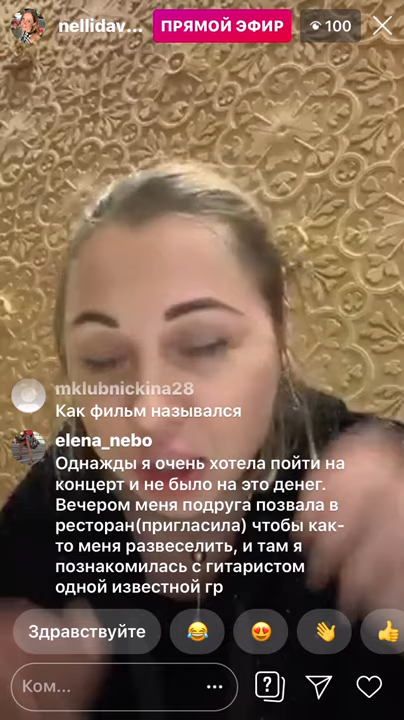 nellidav...
ПРЯМОЙ ЭФИР
100
mklubnickina28
Как фильм назывался
elena_nebo
Однажды я очень хотела пойти на
концерт и не было на это денег.
Вечером меня подруга позвала в
ресторан(пригласила) чтобы как-
то меня развеселить, и там я
познакомилась с гитаристом
одной известной гр
Здравствуйте
Ком...